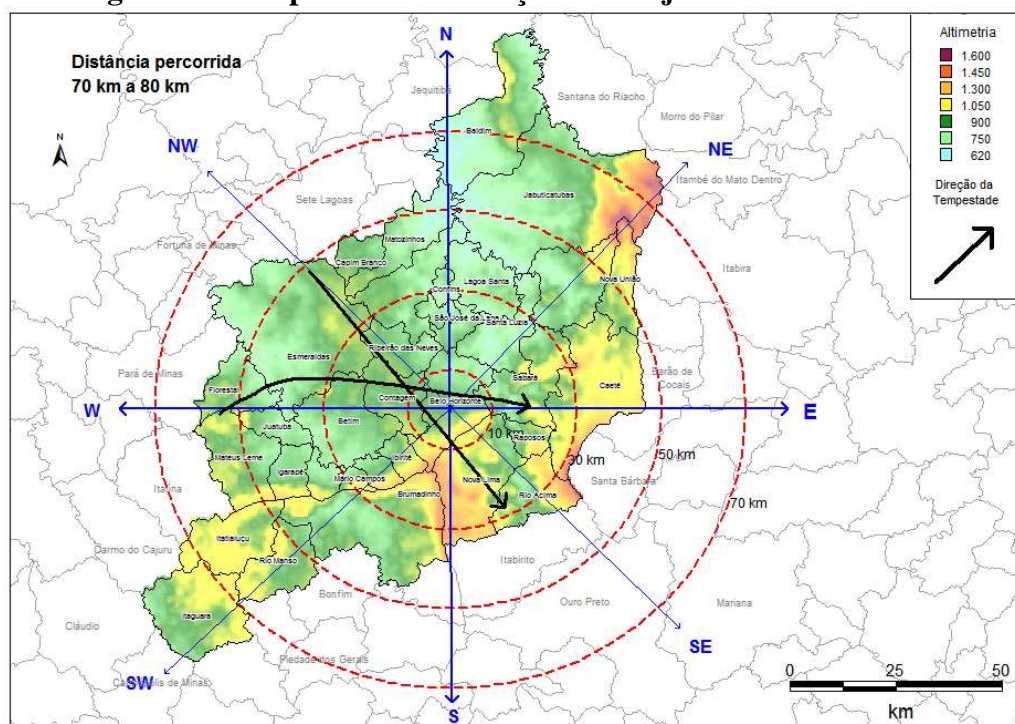 Distância percorrida
70 km a 80 km
N
NW
NE
W
E
SW
SE
S
N
Altimetria
1.600
1.450
1.300
1.050
900
750
620
Direção da
Tempestade
Jequitibá
Santana do Riacho
Morro do Pilar
Itambé do Mato Dentro
Baldim
Sete Lagoas
Jabuticatubas
Fortuna de Minas
Matozinhos
Capim Branco
Itabira
Nova União
Lagoa Santa
Confins
Santa Luzia
Ribeirão das Neves
Esmeraldas
Pará de Minas
Florestal
Sabará
Caeté
Barão de
Cocais
Contagem
Belo Horizonte
Juatuba
Betim
10 km
Raposos
Mateus Leme
Igarapé
Ibirité
Mário Campos
30 km
50 km
Santa Bárbara
Itaúna
Brumadinho
Nova Lima
Rio Acima
70 km
Carmo do Cajuru
Itatiaiuçu
Rio Manso
Itabirito
Bonfim
Ouro Preto
Mariana
Itaguara
Cláudio
Piedade dos Gerais
0
25
50
km